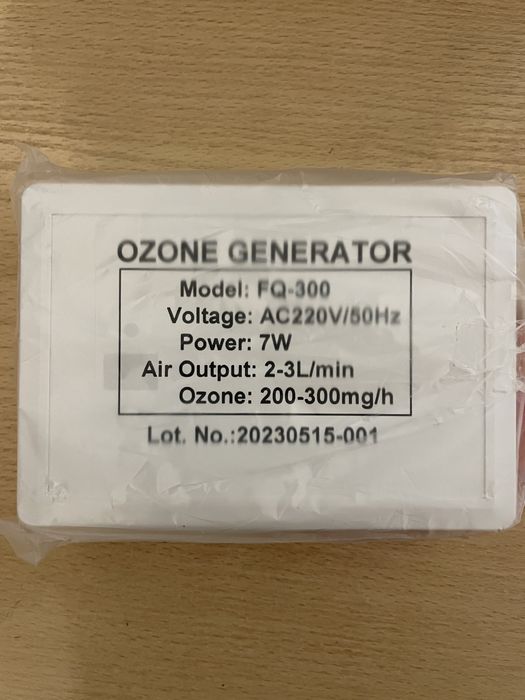 OZONE GENERATOR
Model: FQ-300
Voltage: AC220V/50Hz
Power: 7W
Air Output: 2-3L/min
Ozone: 200-300mg/h
Lot. No.:20230515-001